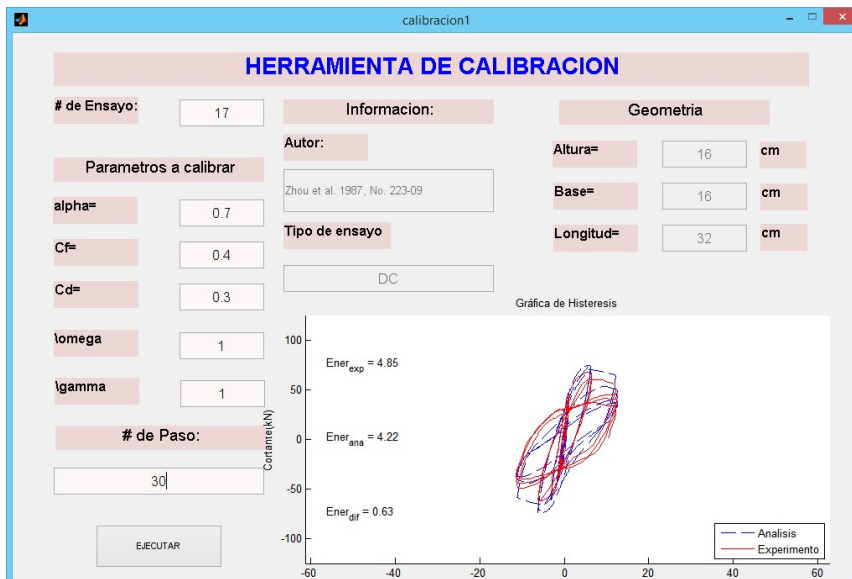 calibracion1
HERRAMIENTA DE CALIBRACION
# de Ensayo:
17
Parametros a calibrar
alpha=
0.7
Cf=
0.4
Cd=
0.3
\omega
1
\gamma
1
# de Paso:
30
EJECUTAR
Informacion:
Autor:
Zhou et al. 1987, No. 223-09
Tipo de ensayo
DC
Geometria
Altura=
16
cm
Base=
16
cm
Longitud=
32
cm
Gráfica de Histeresis
Cortante(kN)
100
50
0
-50
-100
Ener_exp = 4.85
Ener_ana = 4.22
Ener_dif = 0.63
Analisis
Experimento
-60
-40
-20
0
20
40
60